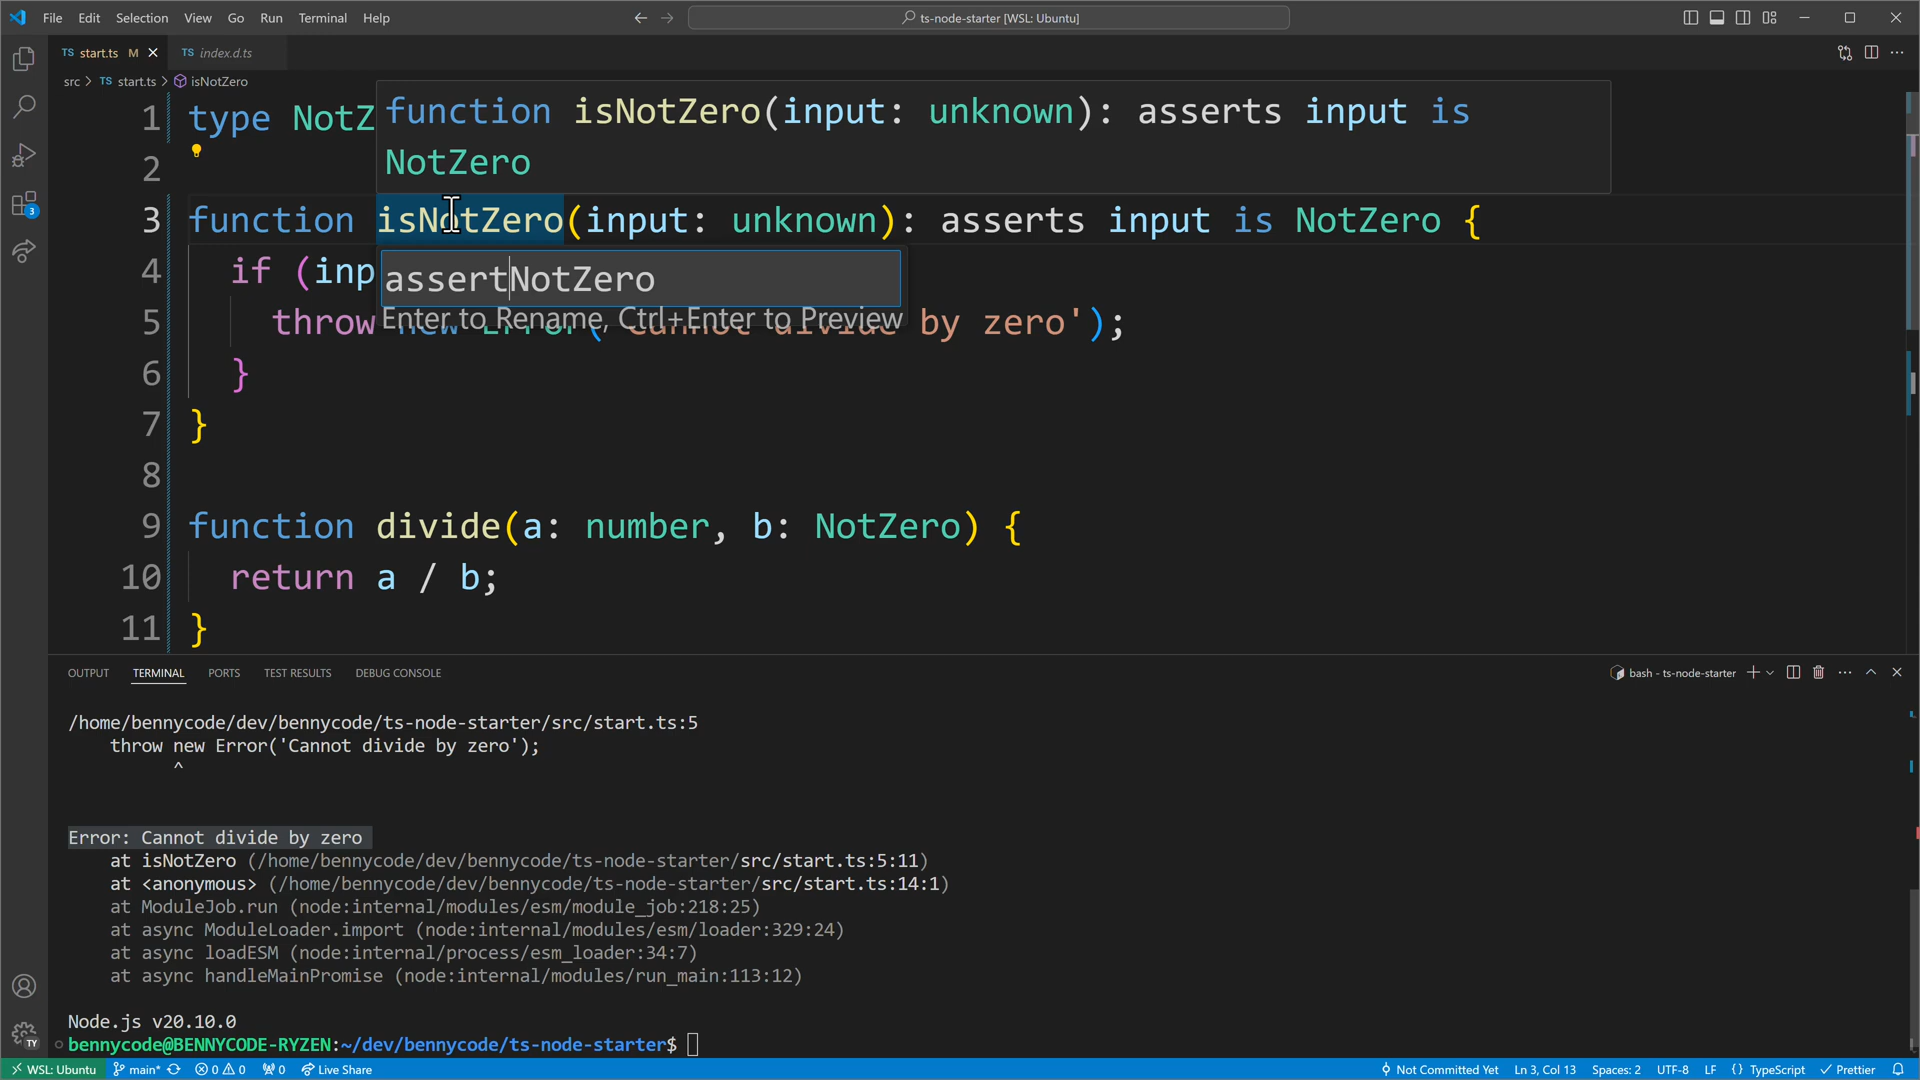 File Edit Selection View Go Run Terminal Help
ts-node-starter [WSL: Ubuntu]
TS start.ts M
TS index.d.ts
src > TS start.ts > isNotZero
function isNotZero(input: unknown): asserts input is
NotZero
1 type NotZ
2
3 function isNotZero(input: unknown): asserts input is NotZero {
assertNotZero
Enter to Rename, Ctrl+Enter to Preview
4 if (inp
5 throw new Error('Cannot divide by zero');
6 }
7 }
8
9 function divide(a: number, b: NotZero) {
10 return a / b;
11 }
3
OUTPUT TERMINAL PORTS TEST RESULTS DEBUG CONSOLE
bash - ts-node-starter
/home/bennycode/dev/bennycode/ts-node-starter/src/start.ts:5
throw new Error('Cannot divide by zero');
^
Error: Cannot divide by zero
at isNotZero (/home/bennycode/dev/bennycode/ts-node-starter/src/start.ts:5:11)
at <anonymous> (/home/bennycode/dev/bennycode/ts-node-starter/src/start.ts:14:1)
at ModuleJob.run (node:internal/modules/esm/module_job:218:25)
at async ModuleLoader.import (node:internal/modules/esm/loader:329:24)
at async loadESM (node:internal/process/esm_loader:34:7)
at async handleMainPromise (node:internal/modules/run_main:113:12)
Node.js v20.10.0
bennycode@BENNYCODE-RYZEN:~/dev/bennycode/ts-node-starter$
TY
WSL: Ubuntu main* 0 0 0 Live Share
Not Committed Yet Ln 3, Col 13 Spaces: 2 UTF-8 LF {} TypeScript Prettier